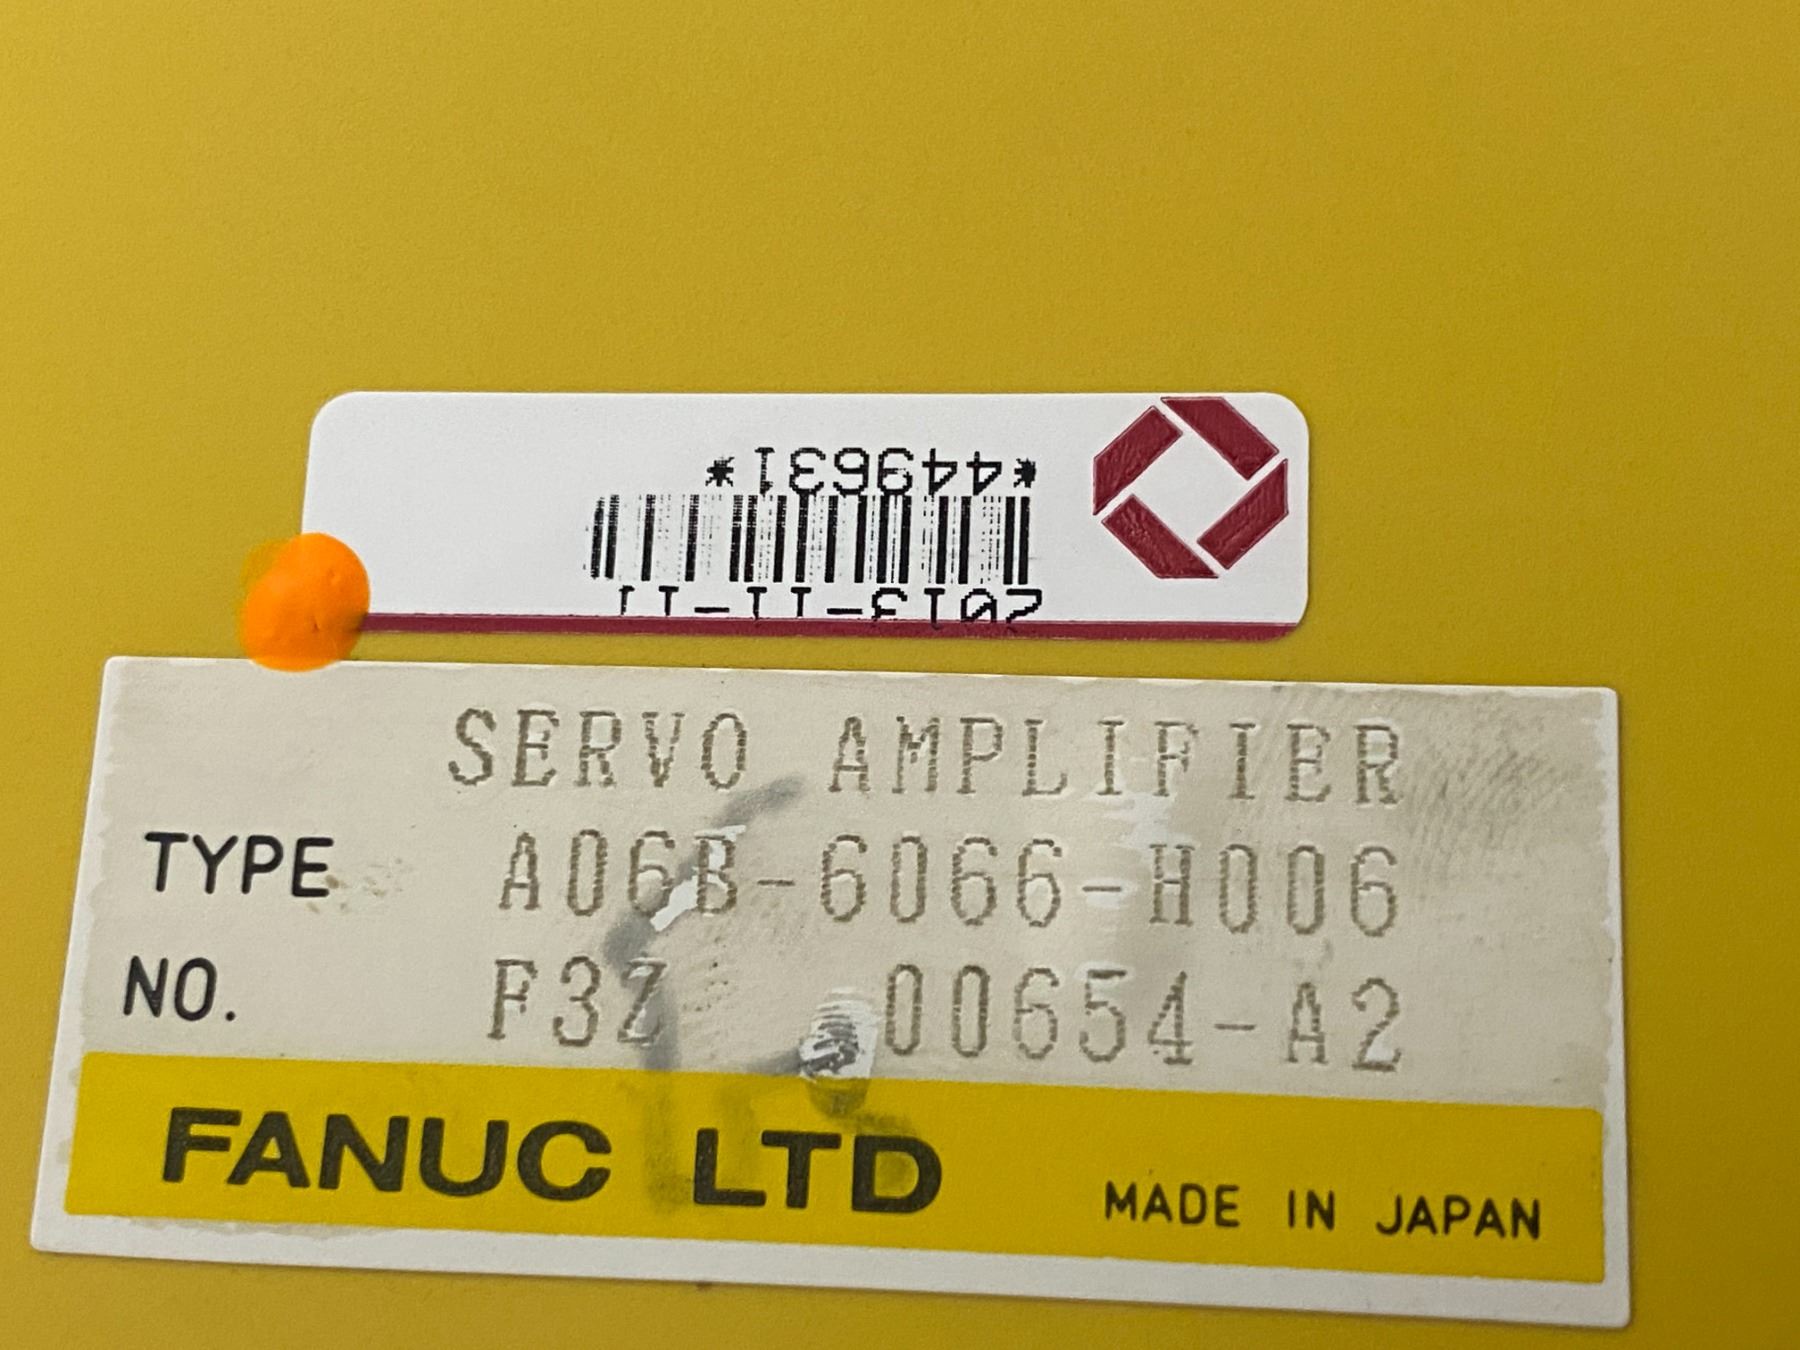 2013-11-11
*449631*
SERVO AMPLIFIER
TYPE A06B-6066-H006
NO. F3Z 00654-A2
FANUC LTD MADE IN JAPAN